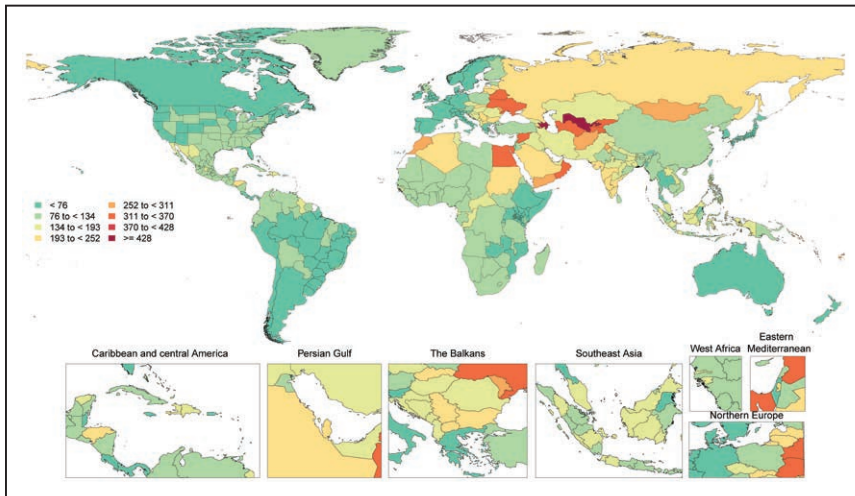 < 76
76 to < 134
134 to < 193
193 to < 252
252 to < 311
311 to < 370
370 to < 428
>= 428
Caribbean and central America
Persian Gulf
The Balkans
Southeast Asia
West Africa
Eastern
Mediterranean
Northern Europe